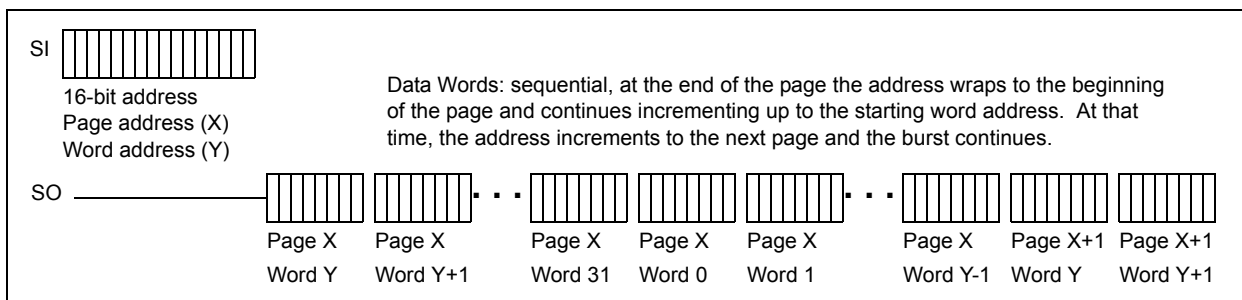 SI
16-bit address
Page address (X)
Word address (Y)
Data Words: sequential, at the end of the page the address wraps to the beginning
of the page and continues incrementing up to the starting word address. At that
time, the address increments to the next page and the burst continues.
SO
. . . . . .
Page X Page X Page X Page X Page X Page X Page X+1 Page X+1
Word Y Word Y+1 Word 31 Word 0 Word 1 Word Y-1 Word Y Word Y+1